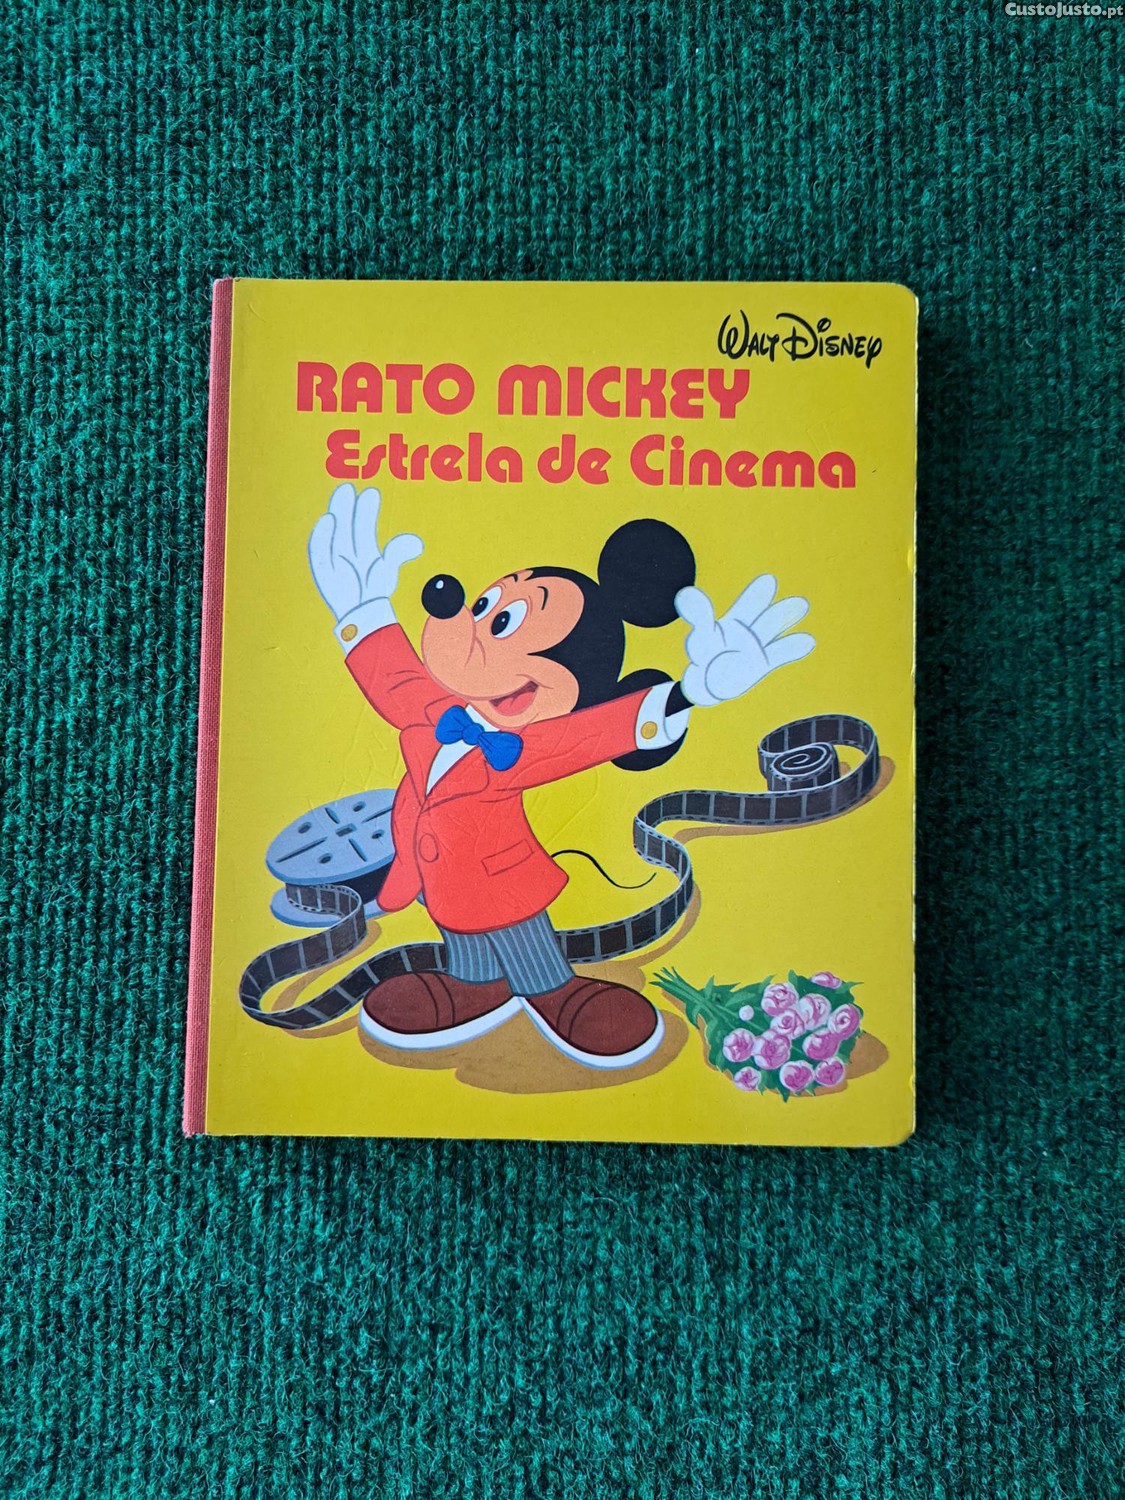 CustoJusto.pt
WALT DISNEY
RATO MICKEY
Estrela de Cinema